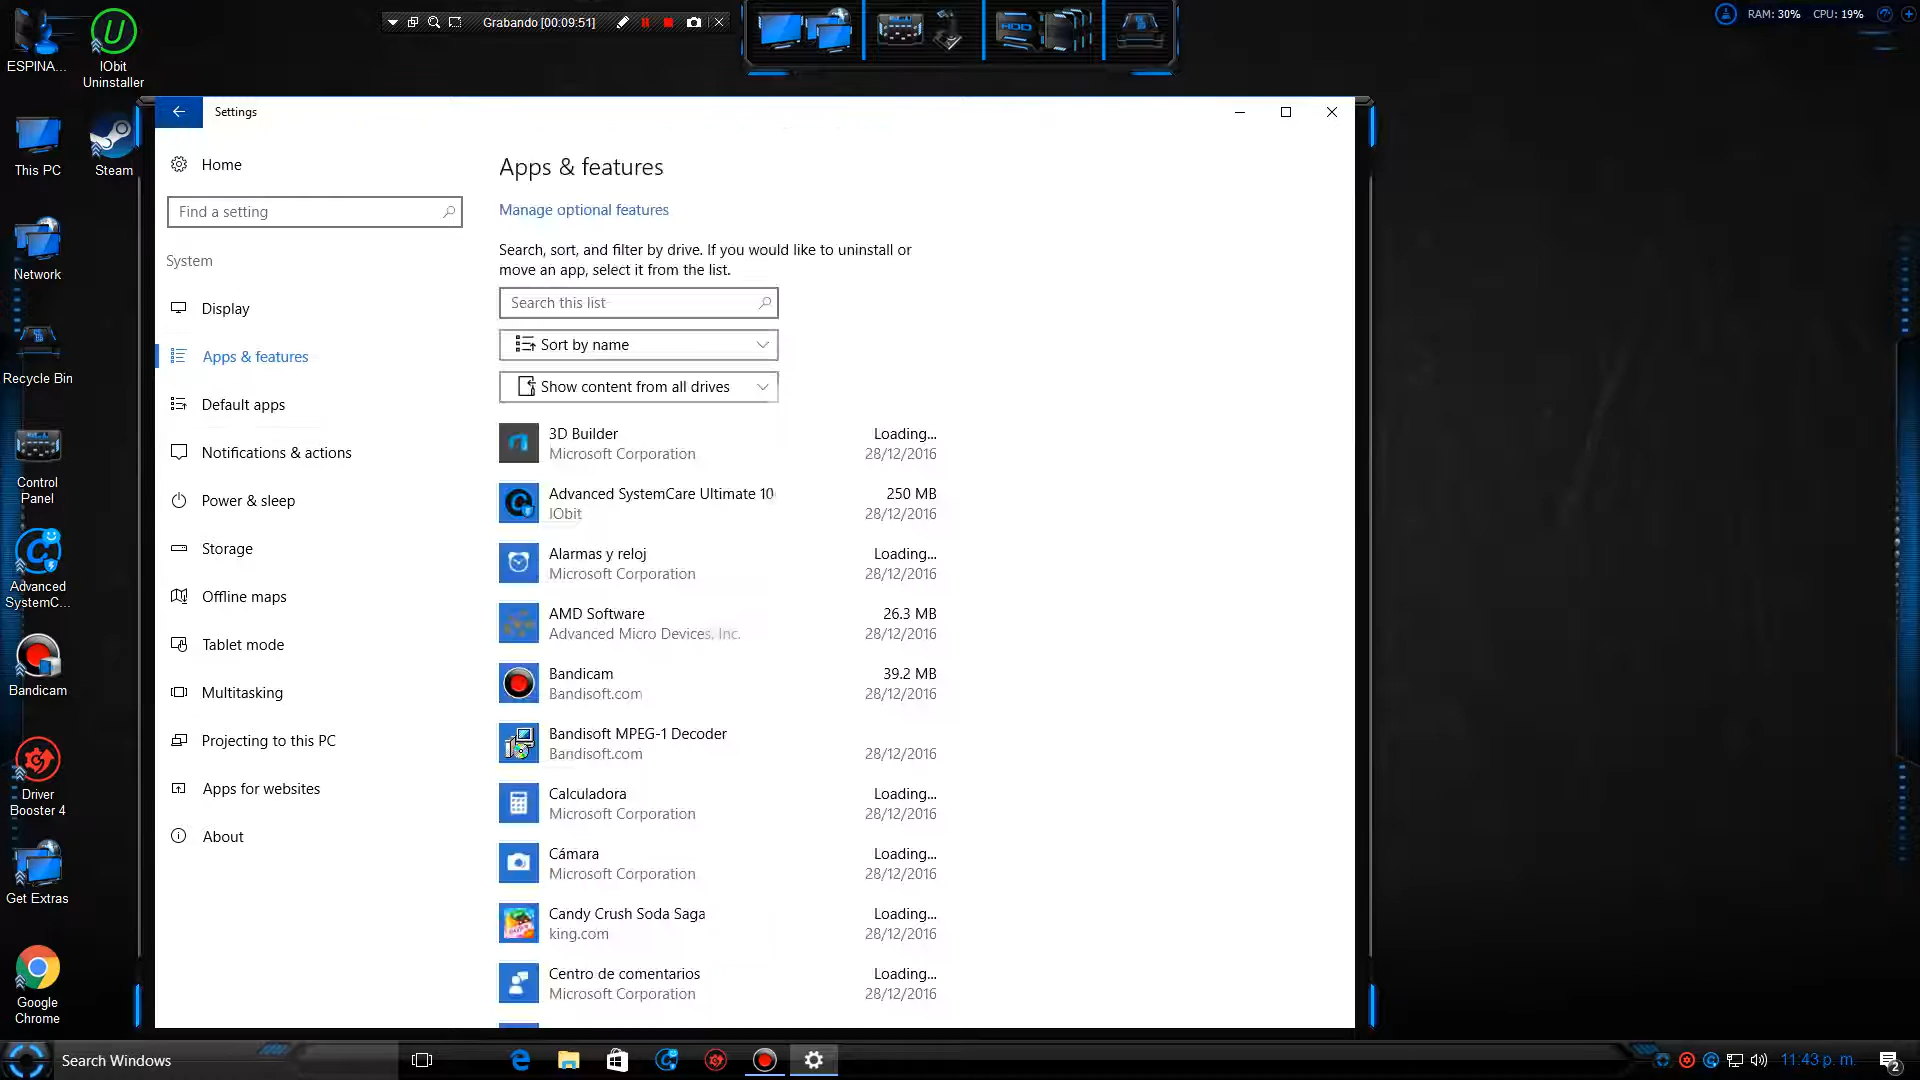 Grabando [00:09:51]
RAM: 30%
CPU: 19%
ESPINA...
IObit
Uninstaller
This PC
Steam
Network
Recycle Bin
Control
Panel
Advanced
SystemC...
Bandicam
Driver
Booster 4
Get Extras
Google
Chrome
Settings
Home
Find a setting
System
Display
Apps & features
Default apps
Notifications & actions
Power & sleep
Storage
Offline maps
Tablet mode
Multitasking
Projecting to this PC
Apps for websites
About
Apps & features
Manage optional features
Search, sort, and filter by drive. If you would like to uninstall or
move an app, select it from the list.
Search this list
Sort by name
Show content from all drives
3D Builder Loading...
Microsoft Corporation 28/12/2016
Advanced SystemCare Ultimate 10 250 MB
IObit 28/12/2016
Alarmas y reloj Loading...
Microsoft Corporation 28/12/2016
AMD Software 26.3 MB
Advanced Micro Devices, Inc. 28/12/2016
Bandicam 39.2 MB
Bandisoft.com 28/12/2016
Bandisoft MPEG-1 Decoder
Bandisoft.com 28/12/2016
Calculadora Loading...
Microsoft Corporation 28/12/2016
Cámara Loading...
Microsoft Corporation 28/12/2016
Candy Crush Soda Saga Loading...
king.com 28/12/2016
Centro de comentarios Loading...
Microsoft Corporation 28/12/2016
Search Windows
11:43 p. m.
2